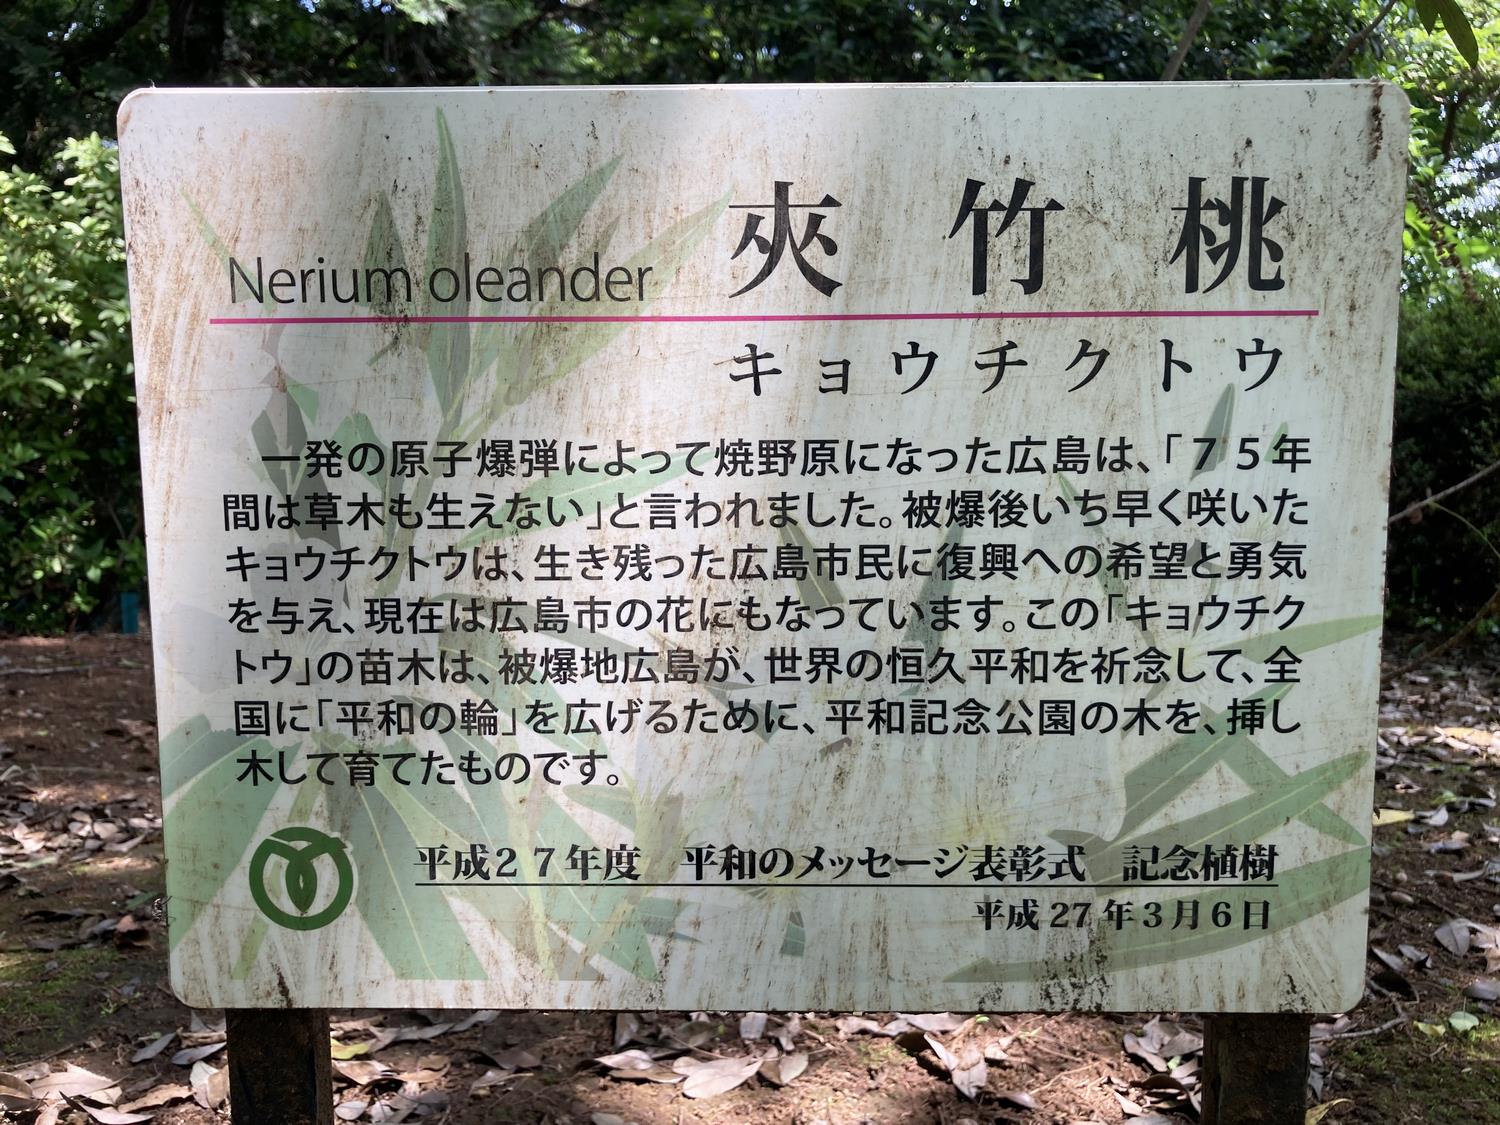 夾竹桃
Nerium oleander
キョウチクトウ
一発の原子爆弾によって焼野原になった広島は、「７５年
間は草木も生えない」と言われました。被爆後いち早く咲いた
キョウチクトウは、生き残った広島市民に復興への希望と勇気
を与え、現在は広島市の花にもなっています。この「キョウチク
トウ」の苗木は、被爆地広島が、世界の恒久平和を祈念して、全
国に「平和の輪」を広げるために、平和記念公園の木を、挿し
木して育てたものです。
平成２７年度　平和のメッセージ表彰式　記念植樹
平成 27 年３月６日